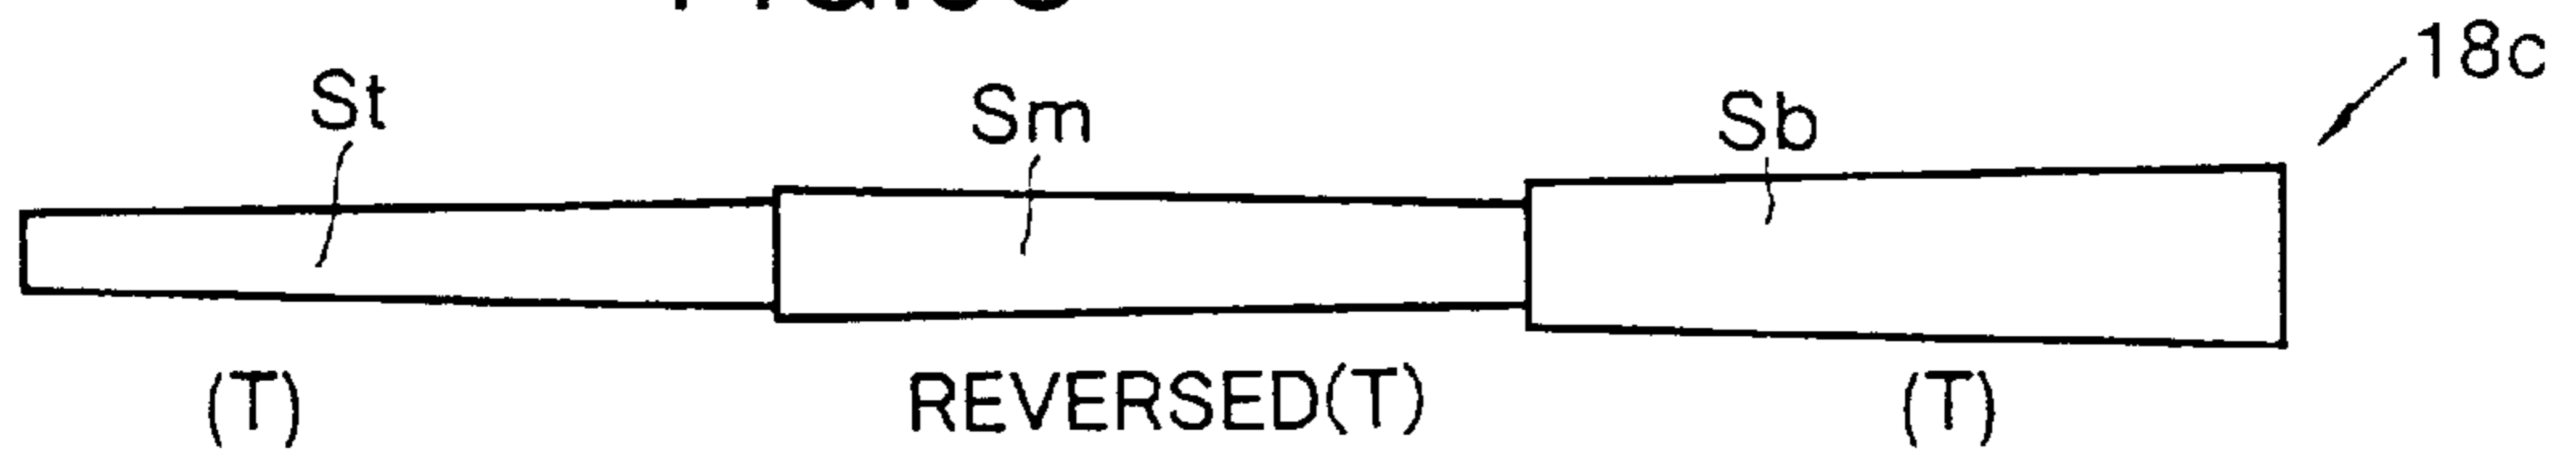 18c
St Sm Sb
(T) REVERSED(T) (T)